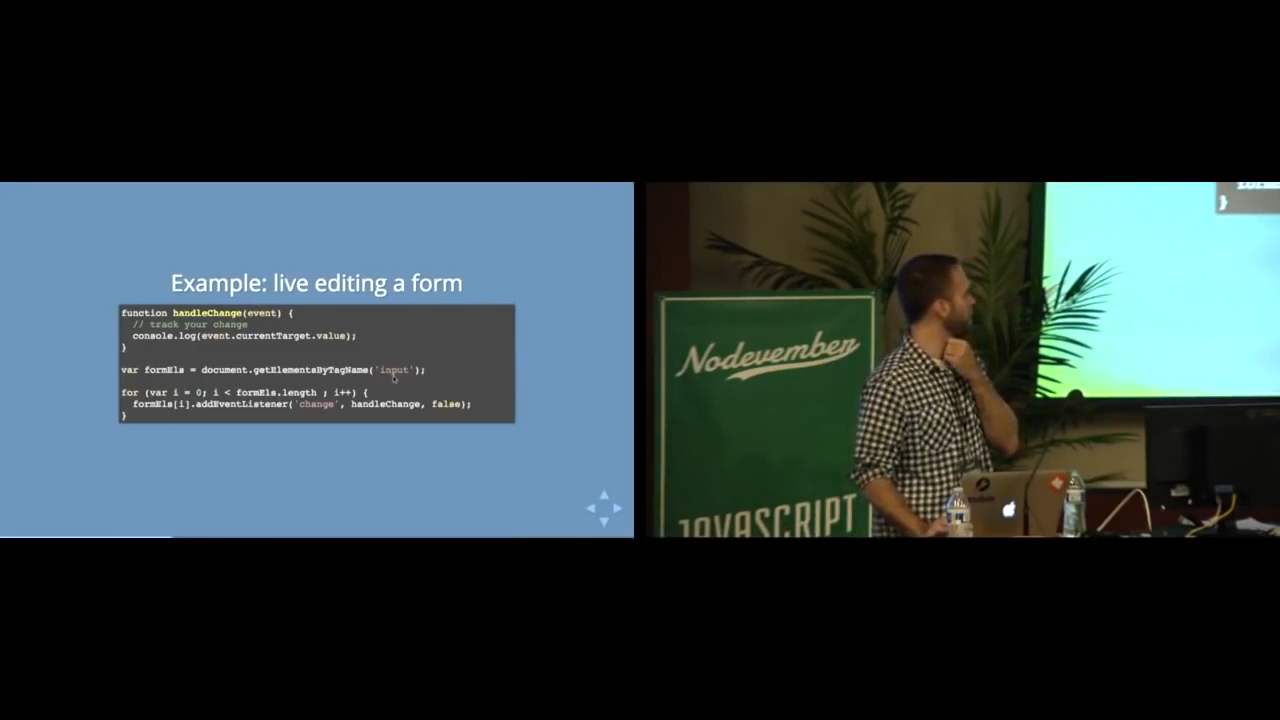 Example: live editing a form
function handleChange(event) {
  // track your change
  console.log(event.currentTarget.value);
}
var formEls = document.getElementsByTagName('input');
for (var i = 0; i < formEls.length ; i++) {
  formEls[i].addEventListener('change', handleChange, false);
}
Nodevember
JAVASCRIPT
}